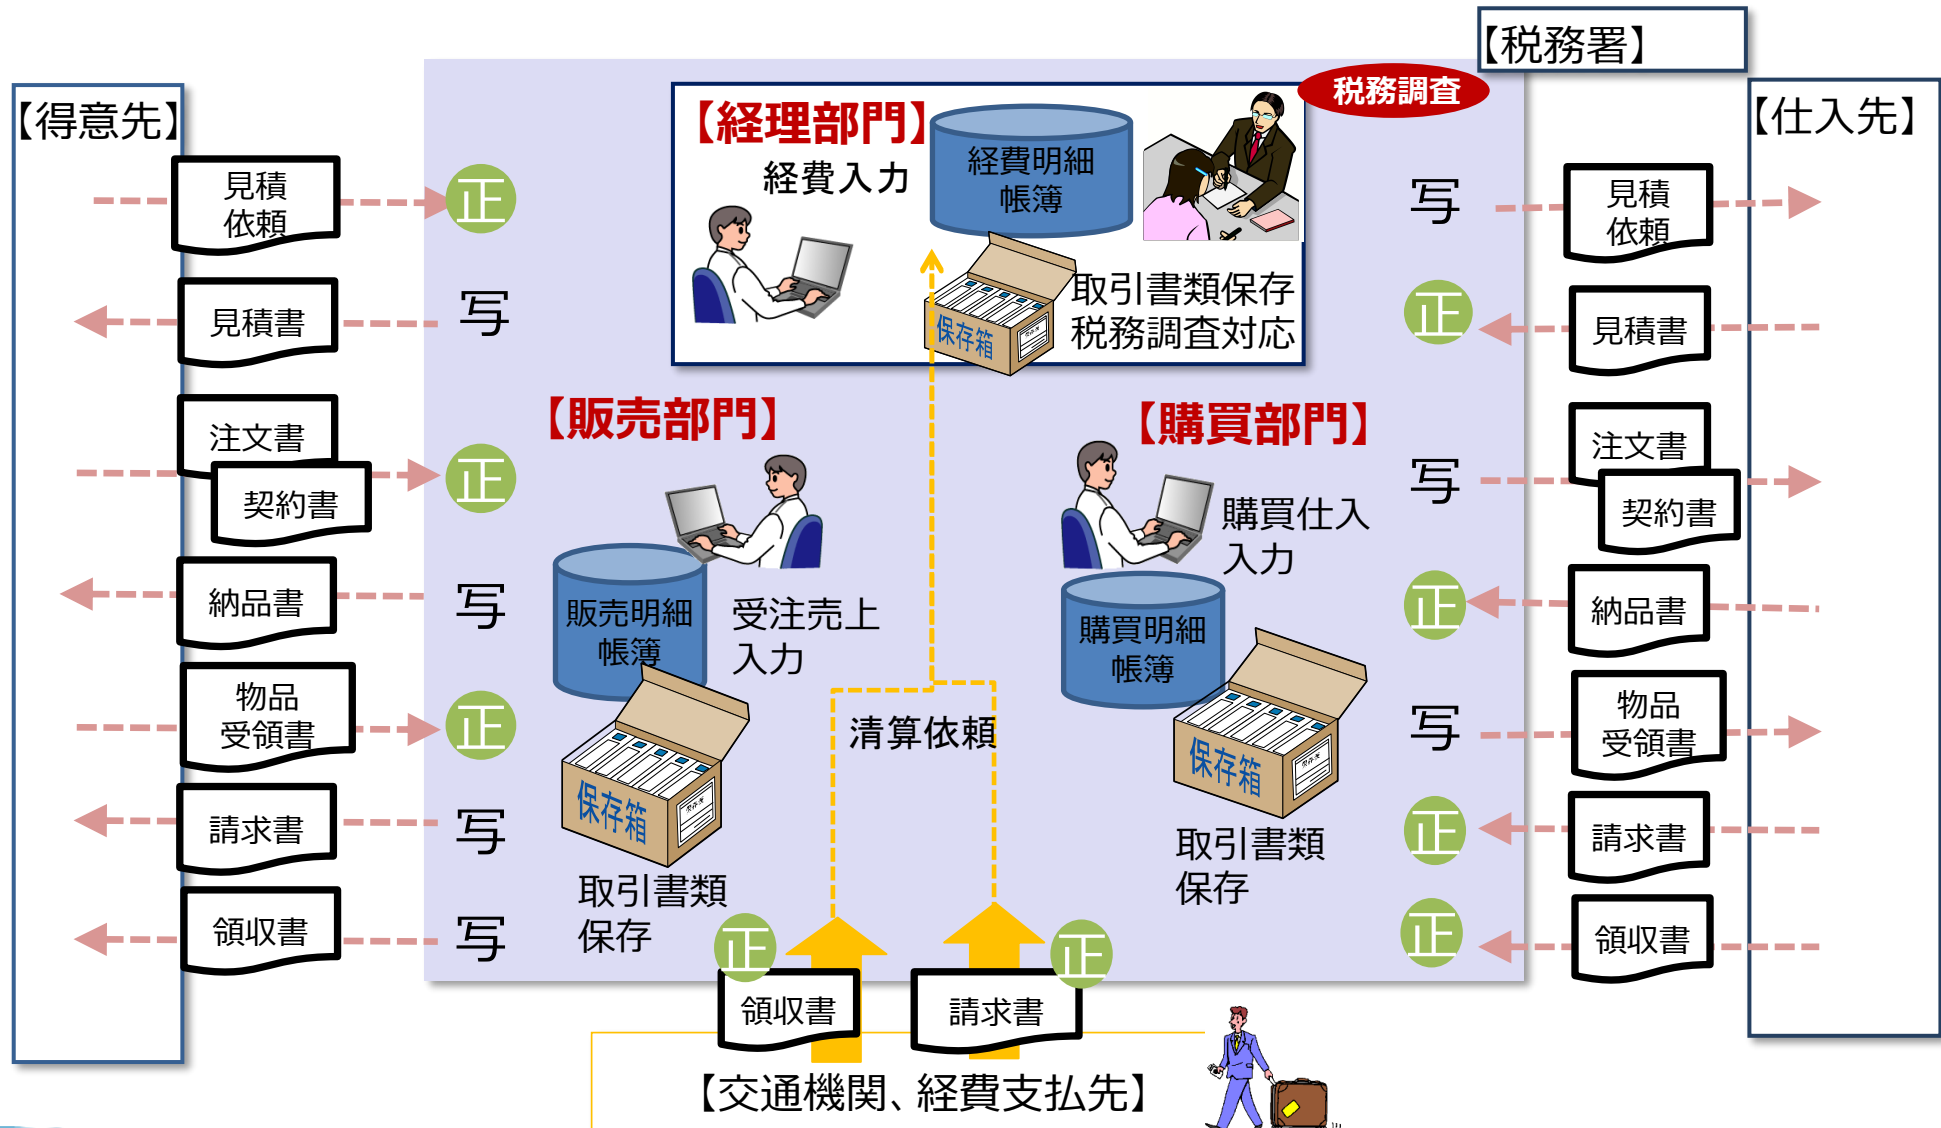 【税務署】
税務調査
【得意先】
【仕入先】
【経理部門】
経費入力
経費明細
帳簿
保存箱
取引書類保存
税務調査対応
見積
依頼
正
見積書
写
注文書
契約書
正
納品書
写
物品
受領書
正
請求書
写
領収書
写
【販売部門】
販売明細
帳簿
受注売上
入力
保存箱
取引書類
保存
清算依頼
【購買部門】
購買仕入
入力
購買明細
帳簿
保存箱
取引書類
保存
写
見積
依頼
正
見積書
写
注文書
契約書
正
納品書
写
物品
受領書
正
請求書
正
領収書
正
領収書
正
請求書
【交通機関、経費支払先】